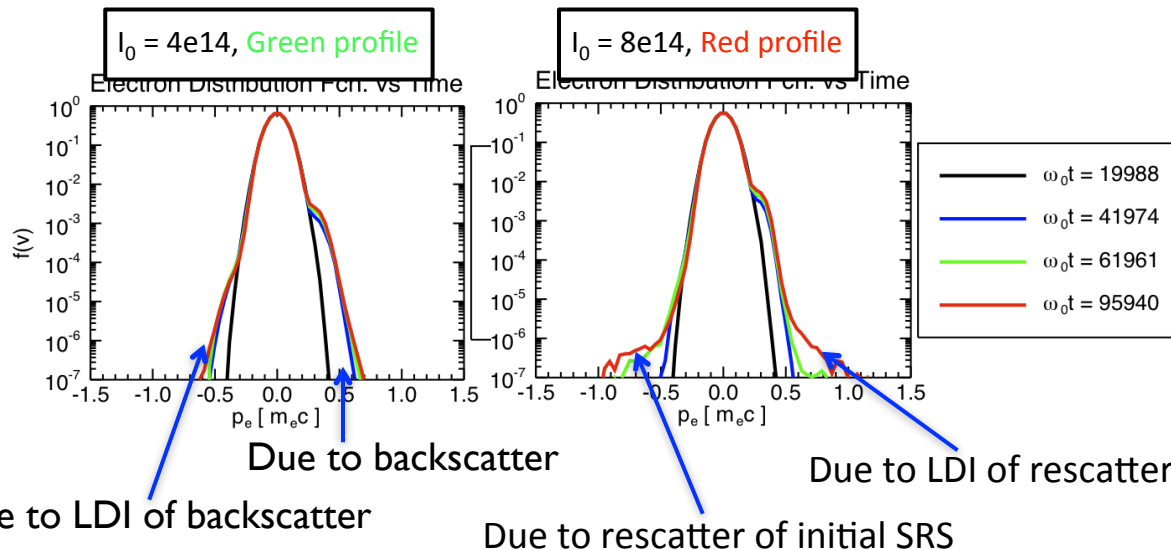 I₀ = 4e14, Green profile
I₀ = 8e14, Red profile
Electron Distribution Fcn. vs Time
Electron Distribution Fcn. vs Time
10⁰
10⁻¹
10⁻²
10⁻³
10⁻⁴
10⁻⁵
10⁻⁶
10⁻⁷
f(v)
-1.5 -1.0 -0.5 0.0 0.5 1.0 1.5
pₑ [ mₑc ]
10⁰
10⁻¹
10⁻²
10⁻³
10⁻⁴
10⁻⁵
10⁻⁶
10⁻⁷
-1.5 -1.0 -0.5 0.0 0.5 1.0 1.5
pₑ [ mₑc ]
ω₀t = 19988
ω₀t = 41974
ω₀t = 61961
ω₀t = 95940
Due to backscatter
Due to LDI of rescatter
e to LDI of backscatter
Due to rescatter of initial SRS